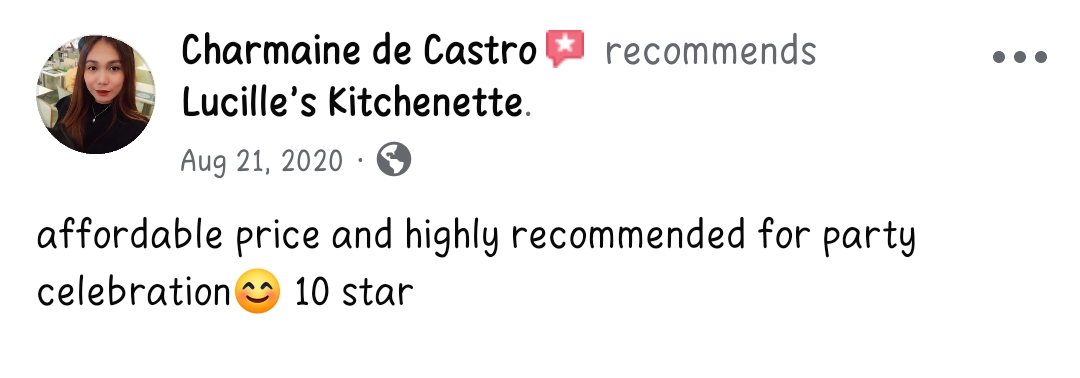 Charmaine de Castro recommends
Lucille's Kitchenette.
Aug 21, 2020 ·
affordable price and highly recommended for party
celebration😊 10 star